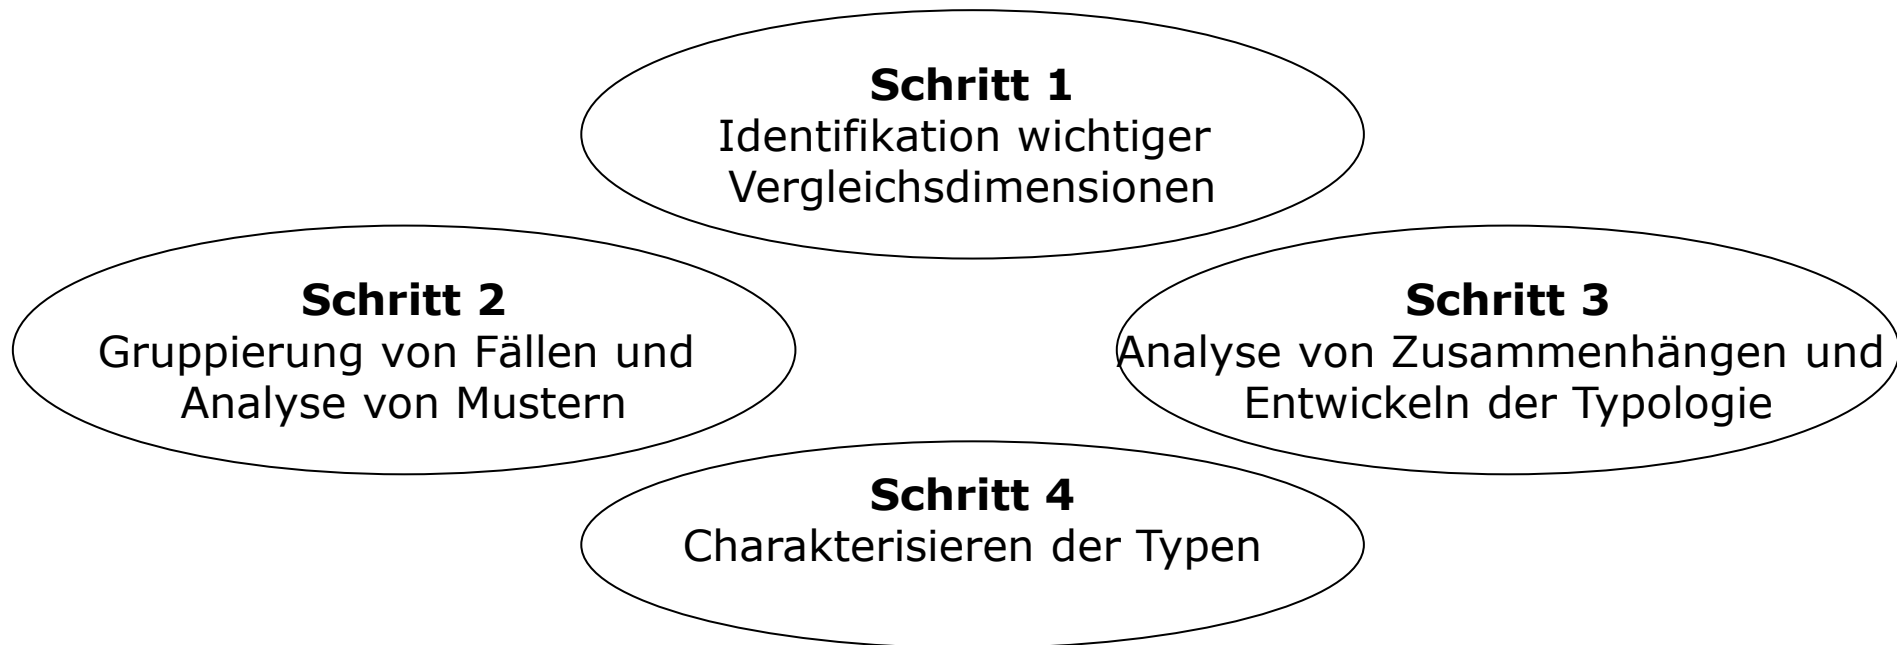 Schritt 1
Identifikation wichtiger
Vergleichsdimensionen
Schritt 2
Gruppierung von Fällen und
Analyse von Mustern
Schritt 3
Analyse von Zusammenhängen und
Entwickeln der Typologie
Schritt 4
Charakterisieren der Typen